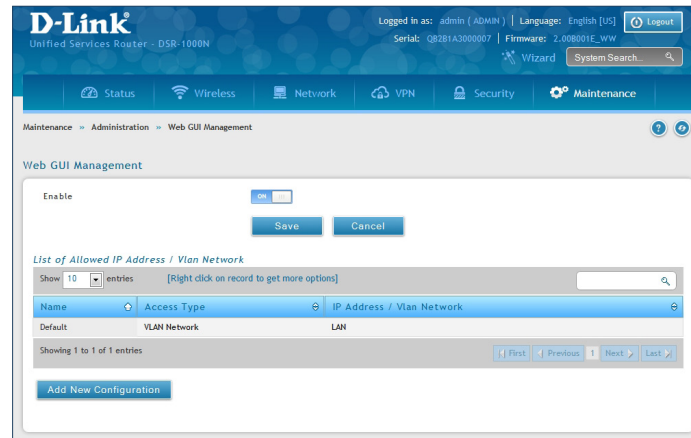 D-Link
Unified Services Router - DSR-1000N
Logged in as: admin ( ADMIN ) | Language: English [US]
Logout
Serial: QB2B1A3000007 | Firmware: 2.00B001E_WW
Wizard
System Search...
Status
Wireless
Network
VPN
Security
Maintenance
Maintenance » Administration » Web GUI Management
Web GUI Management
Enable
ON
Save
Cancel
List of Allowed IP Address / Vlan Network
Show 10 entries
[Right click on record to get more options]
Name
Access Type
IP Address / Vlan Network
Default
VLAN Network
LAN
Showing 1 to 1 of 1 entries
First
Previous
1
Next
Last
Add New Configuration